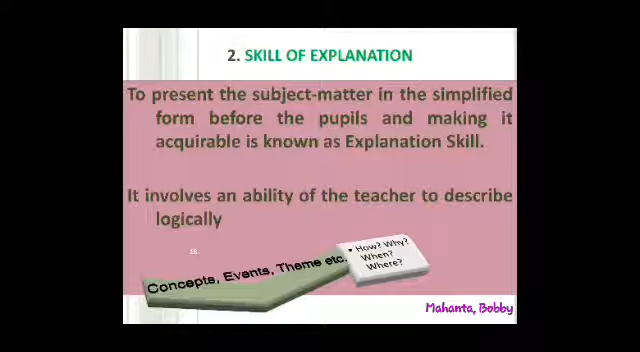 2. SKILL OF EXPLANATION
To present the subject-matter in the simplified
form before the pupils and making it
acquirable is known as Explanation Skill.
It involves an ability of the teacher to describe
logically
18.
Concepts, Events, Theme etc.
• How? Why?
When?
Where?
Mahanta, Bobby